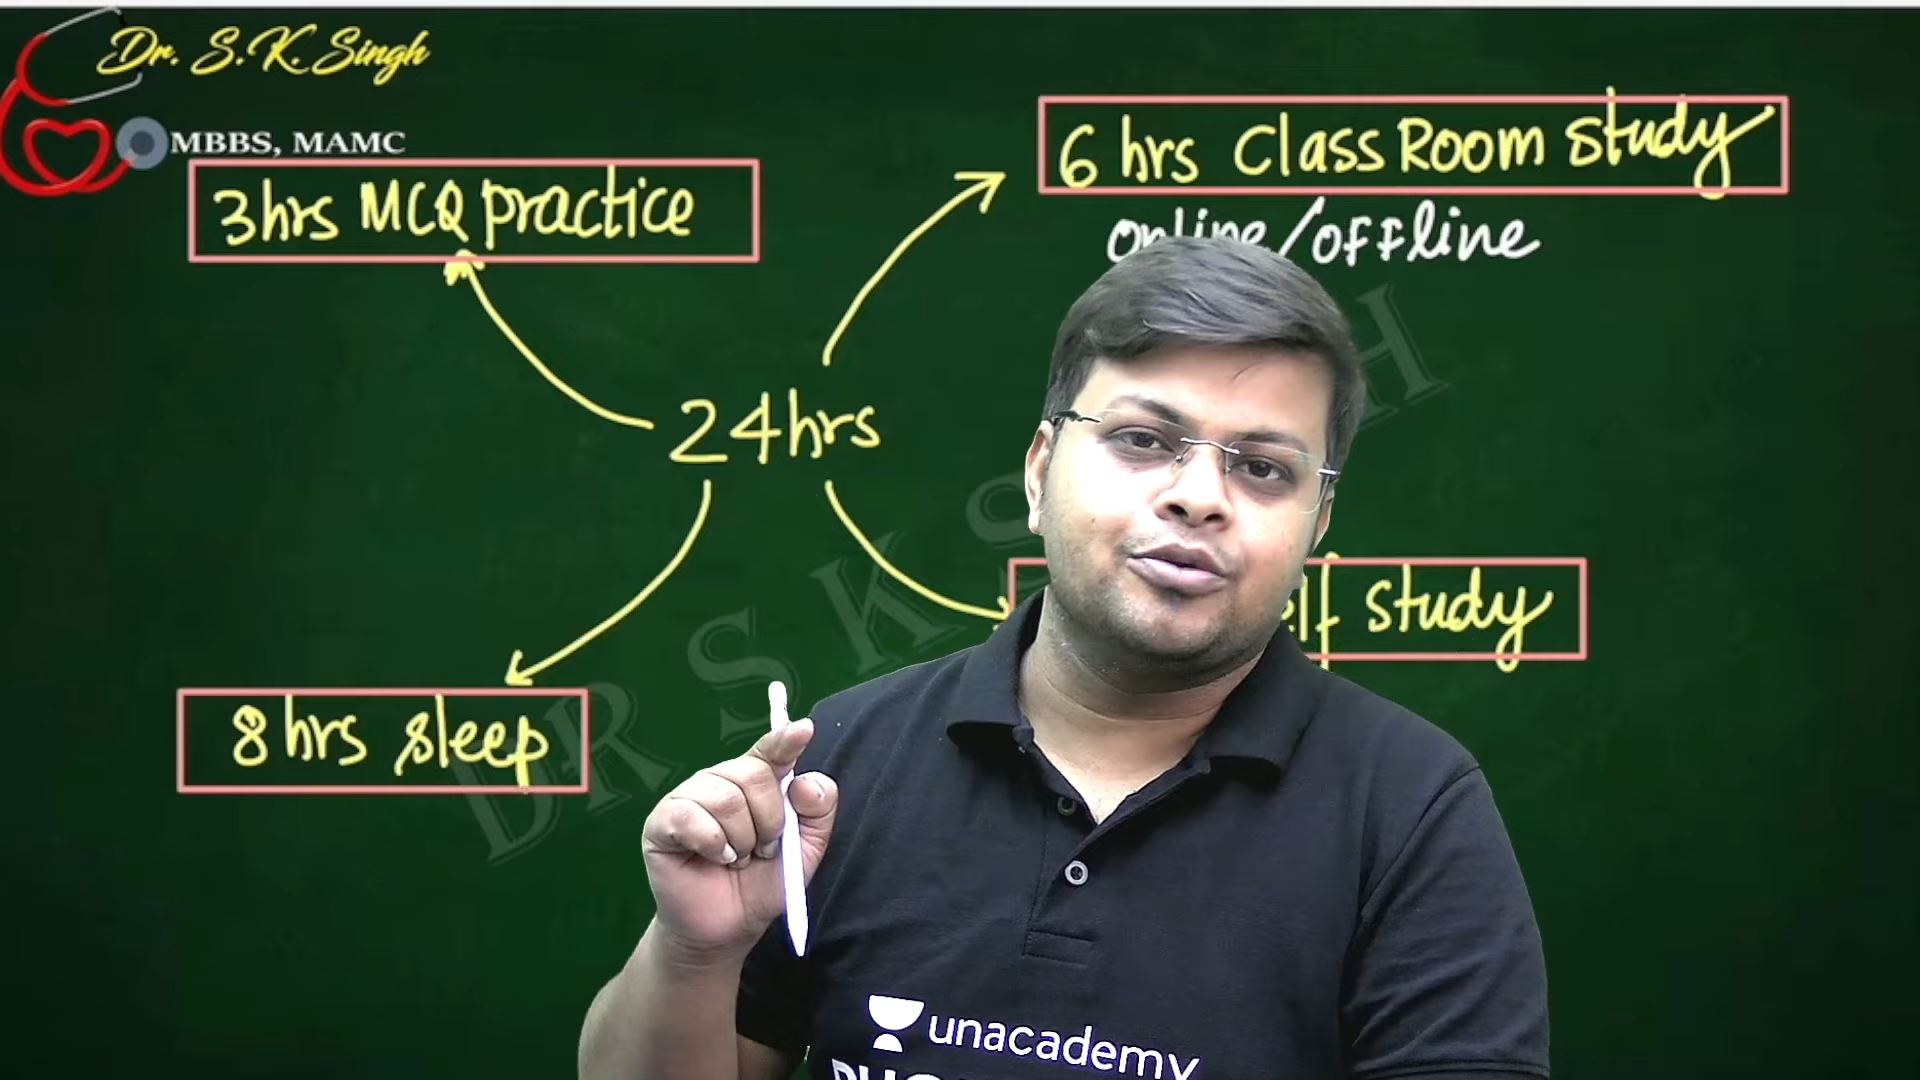 Dr. S. K. Singh
MBBS, MAMC
3hrs MCQ practice
6 hrs Class Room study
online/offline
24hrs
study
8 hrs sleep
DR S K S
H
unacademy